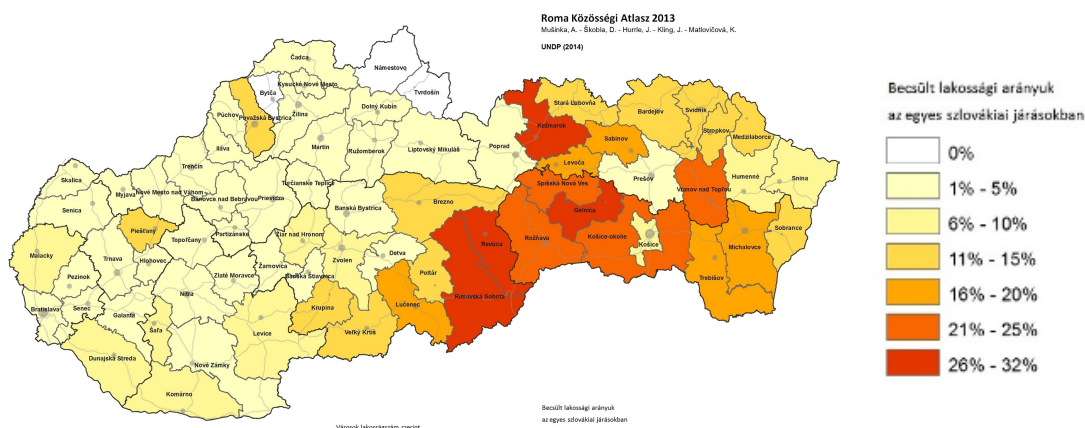 Roma Közösségi Atlasz 2013
Mušinka, A. - Škobla, D. - Hurrle, J. - Kling, J. - Matlovičová, K.
UNDP (2014)
Čadca
Námestovo
Bytča
Kysucké Nové Mesto
Tvrdošín
Púchov
Považská Bystrica
Žilina
Dolný Kubín
Stará Ľubovňa
Bardejov
Svidník
Kežmarok
Stropkov
Medzilaborce
Ilava
Martin
Ružomberok
Liptovský Mikuláš
Poprad
Sabinov
Levoča
Trenčín
Prešov
Humenné
Snina
Skalica
Myjava
Nové Mesto nad Váhom
Bánovce nad Bebravou
Prievidza
Turčianske Teplice
Spišská Nová Ves
Vranov nad Topľou
Senica
Banská Bystrica
Brezno
Gelnica
Piešťany
Partizánske
Topoľčany
Žiar nad Hronom
Revúca
Rožňava
Košice-okolie
Košice
Michalovce
Sobrance
Malacky
Trnava
Hlohovec
Žarnovica
Zvolen
Detva
Poltár
Trebišov
Pezinok
Zlaté Moravce
Banská Štiavnica
Nitra
Rimavská Sobota
Bratislava
Senec
Galanta
Krupina
Lučenec
Šaľa
Levice
Veľký Krtíš
Dunajská Streda
Nové Zámky
Komárno
Becsült lakossági arányuk
az egyes szlovákiai járásokban
Városok lakosságszám szerint
Becsült lakossági arányuk
az egyes szlovákiai járásokban
0%
1% - 5%
6% - 10%
11% - 15%
16% - 20%
21% - 25%
26% - 32%